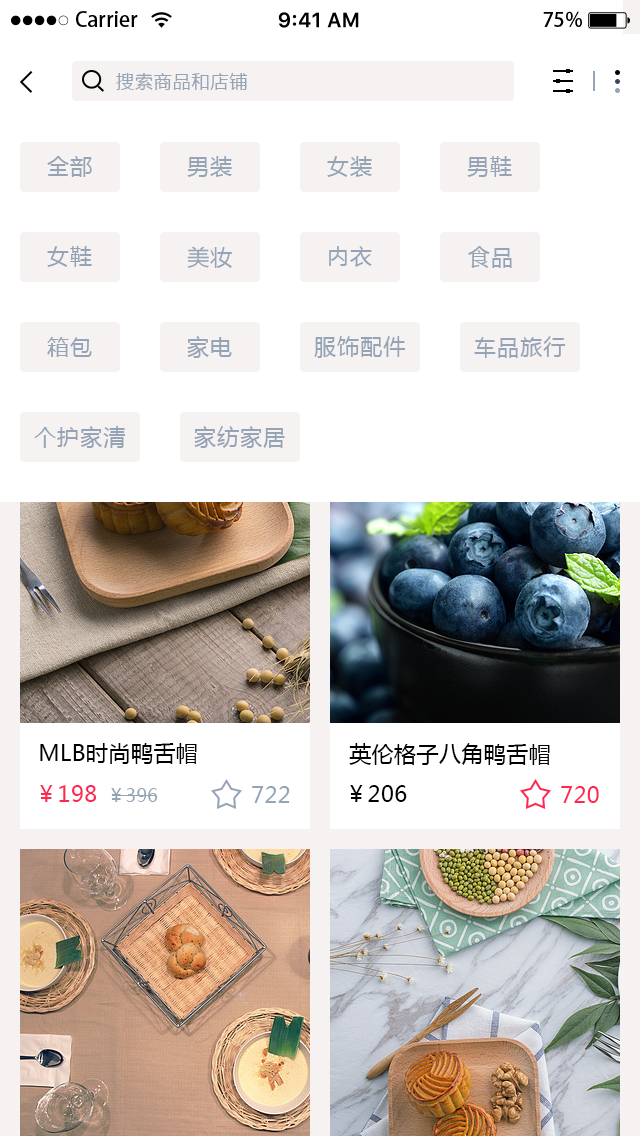 Carrier 9:41 AM 75%
搜索商品和店铺
全部 男装 女装 男鞋
女鞋 美妆 内衣 食品
箱包 家电 服饰配件 车品旅行
个护家清 家纺家居
MLB时尚鸭舌帽
¥198 ¥396 722
英伦格子八角鸭舌帽
¥206 720